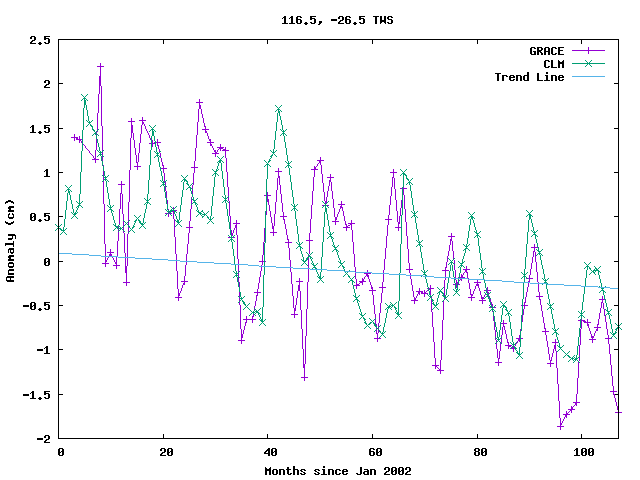 116.5, -26.5 TWS
GRACE
CLM
Trend Line
2.5
2
1.5
1
0.5
0
-0.5
-1
-1.5
-2
Anomaly (cm)
0 20 40 60 80 100
Months since Jan 2002